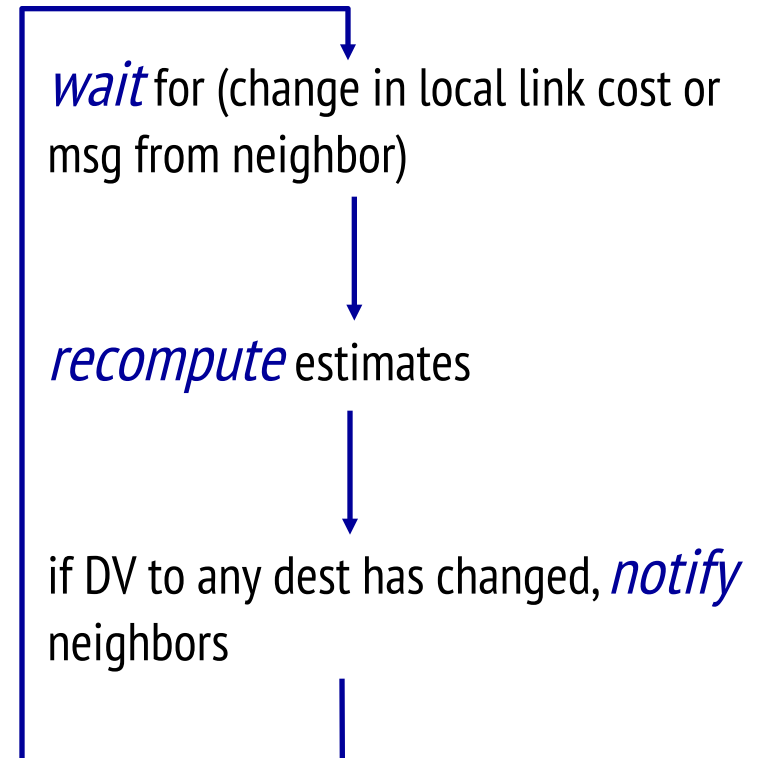 wait for (change in local link cost or
msg from neighbor)
recompute estimates
if DV to any dest has changed, notify
neighbors